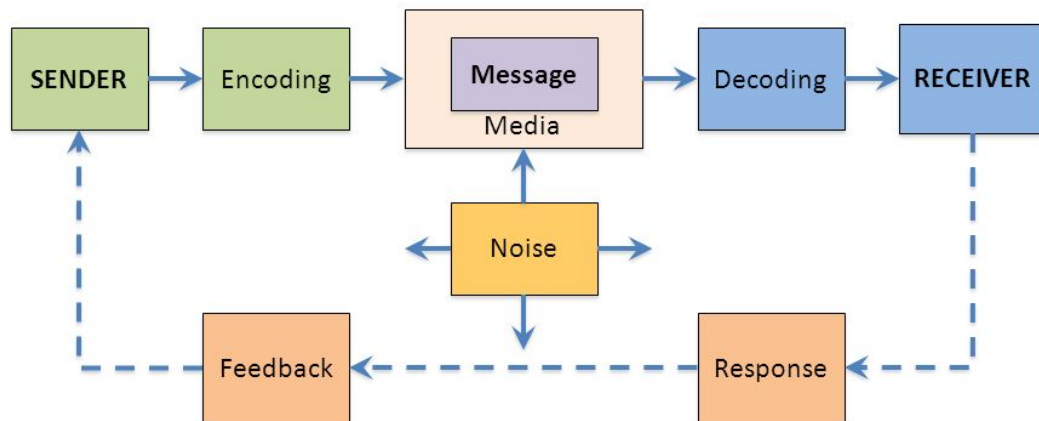 SENDER
Encoding
Message
Media
Decoding
RECEIVER
Noise
Feedback
Response